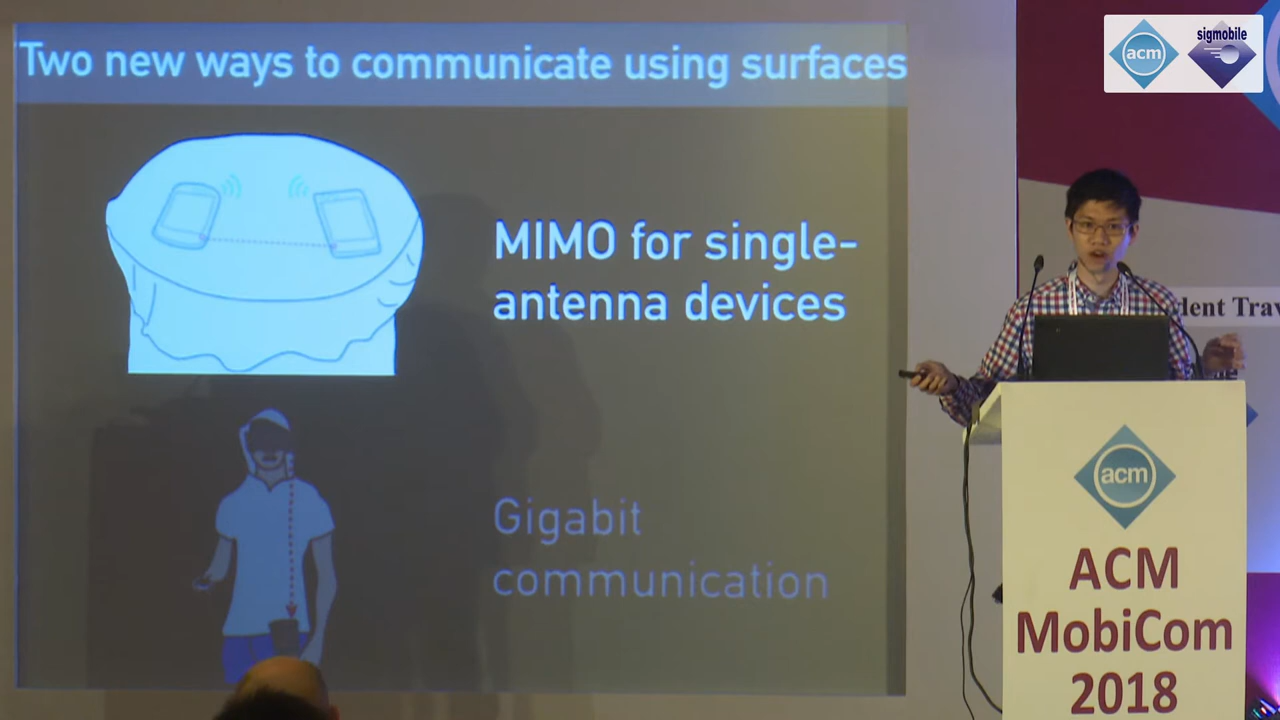 Two new ways to communicate using surfaces
MIMO for single-
antenna devices
Gigabit
communication
acm
sigmobile
dent Trav
acm
ACM
MobiCom
2018